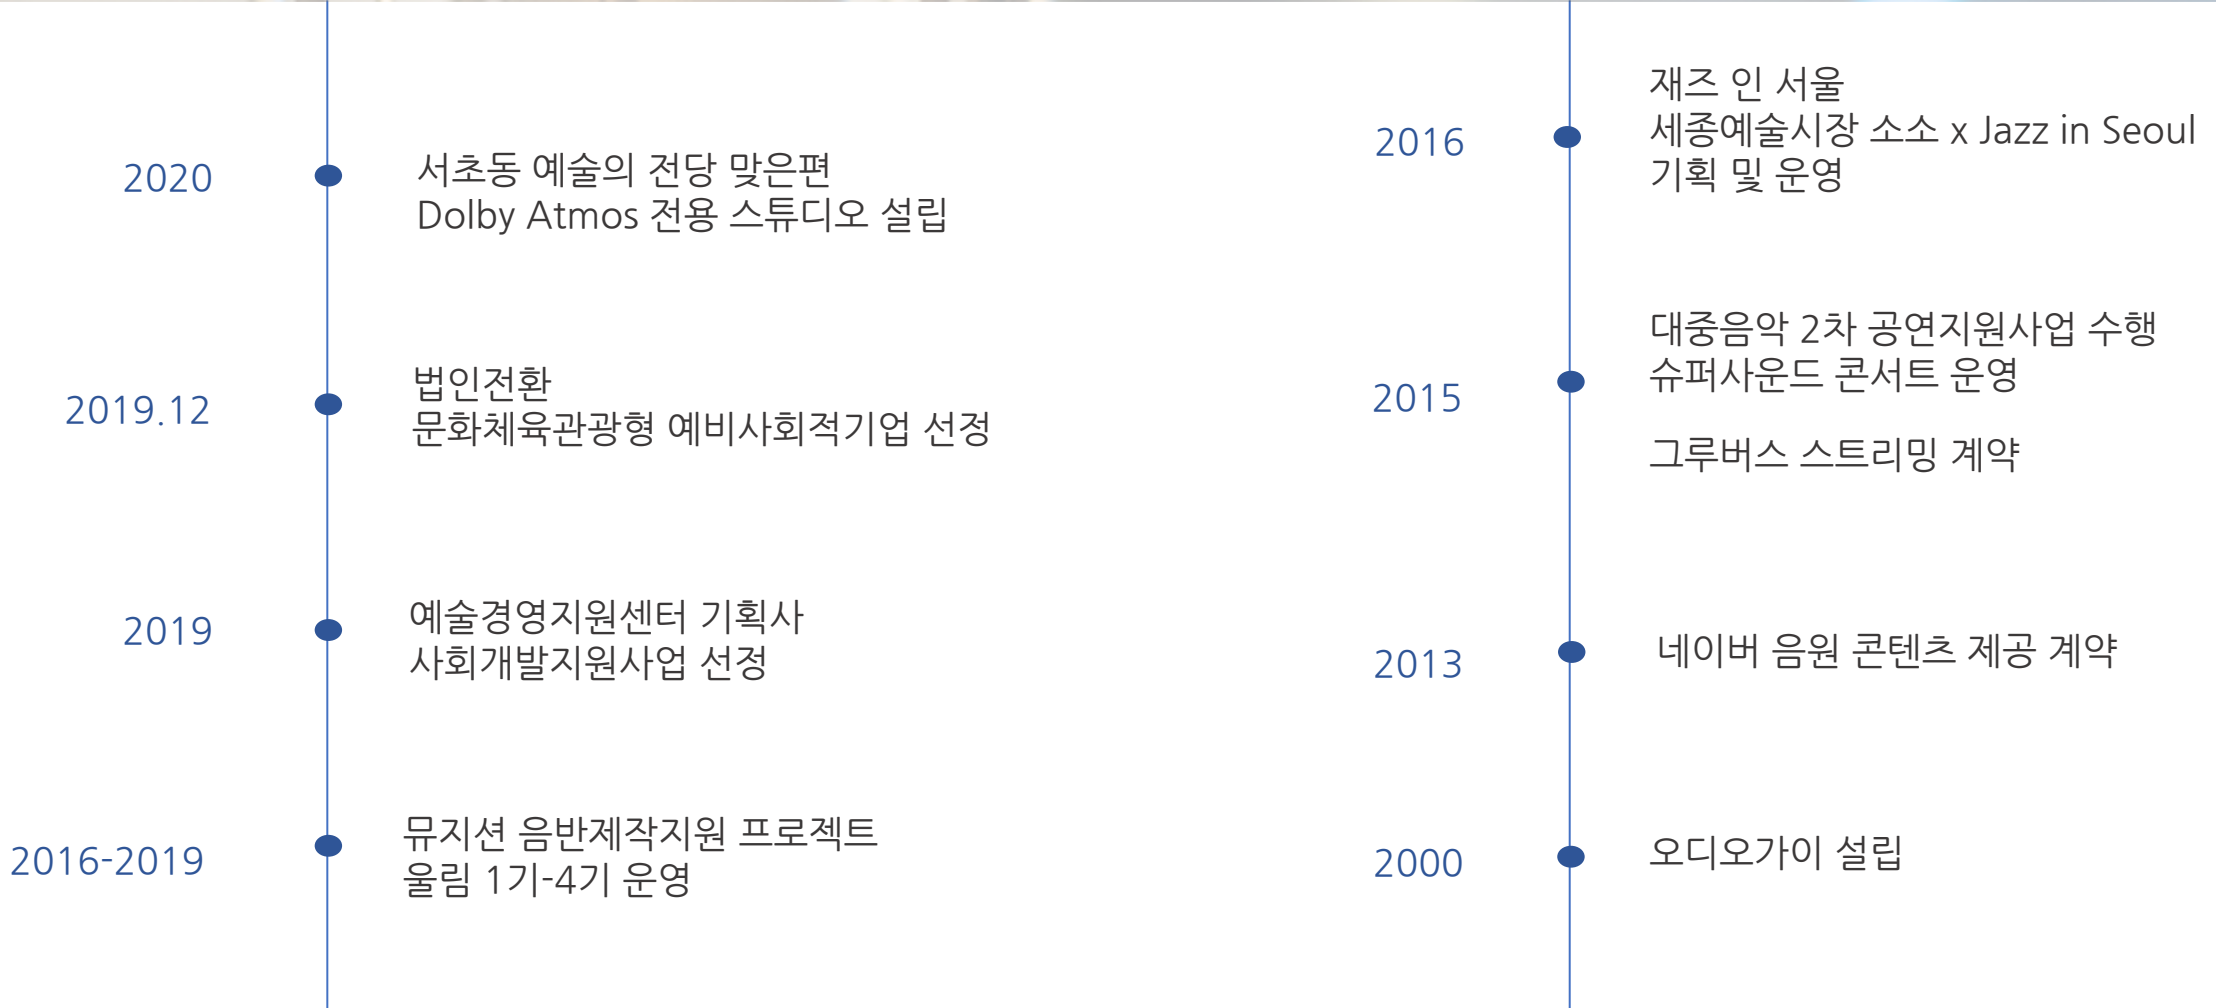 2020
서초동 예술의 전당 맞은편
Dolby Atmos 전용 스튜디오 설립
2019.12
법인전환
문화체육관광형 예비사회적기업 선정
2019
예술경영지원센터 기획사
사회개발지원사업 선정
2016-2019
뮤지션 음반제작지원 프로젝트
울림 1기-4기 운영
2016
재즈 인 서울
세종예술시장 소소 x Jazz in Seoul
기획 및 운영
2015
대중음악 2차 공연지원사업 수행
슈퍼사운드 콘서트 운영
그루버스 스트리밍 계약
2013
네이버 음원 콘텐츠 제공 계약
2000
오디오가이 설립